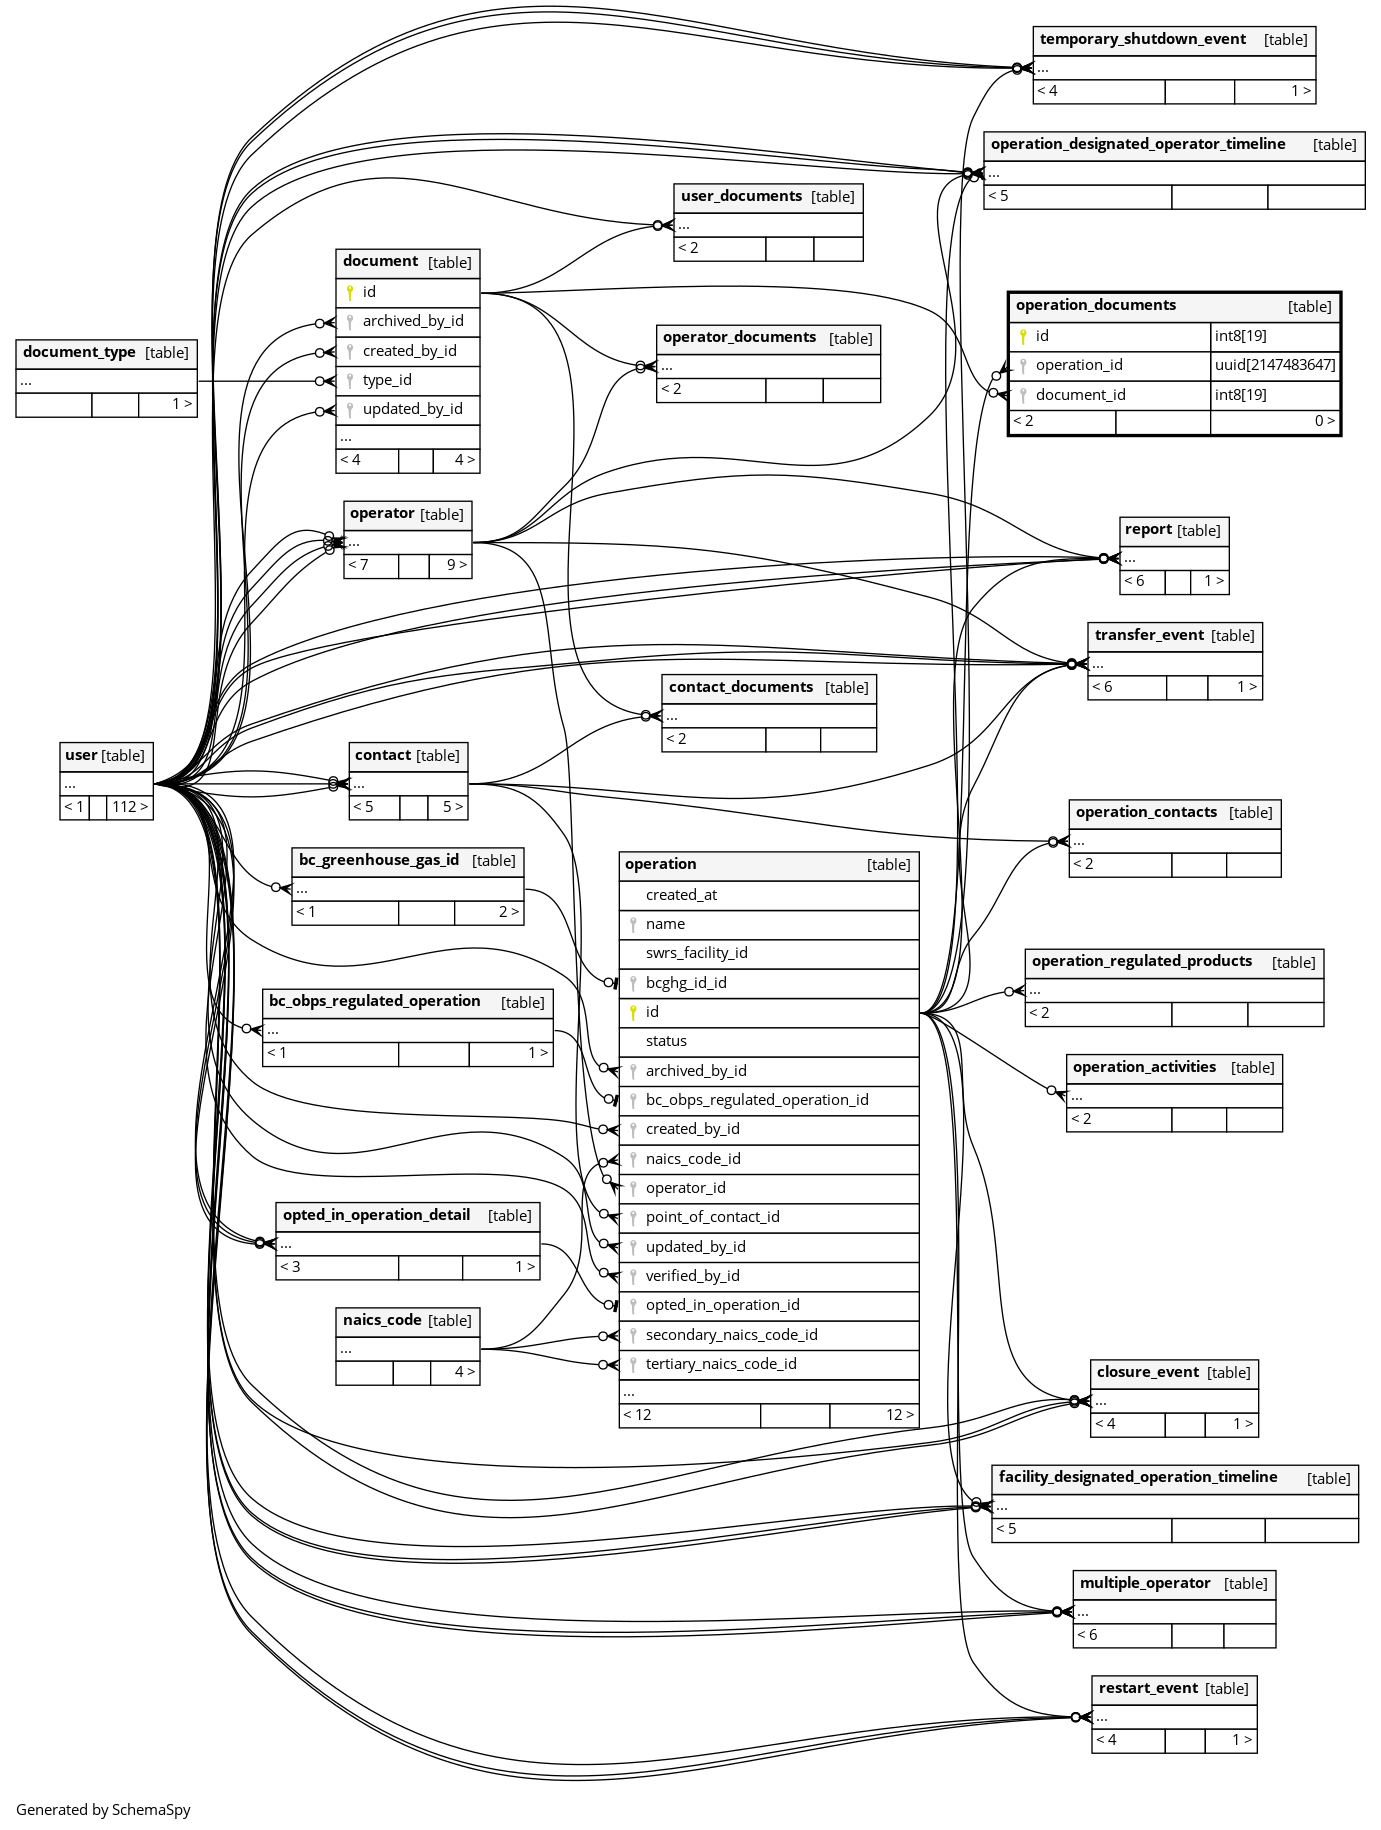 temporary_shutdown_event [table]
...
< 4 1 >
operation_designated_operator_timeline [table]
...
< 5
user_documents [table]
...
< 2
document [table]
id
archived_by_id
created_by_id
type_id
updated_by_id
...
< 4 4 >
operation_documents [table]
id int8[19]
operation_id uuid[2147483647]
document_id int8[19]
< 2 0 >
operator_documents [table]
...
< 2
document_type [table]
...
1 >
operator [table]
...
< 7 9 >
report [table]
...
< 6 1 >
transfer_event [table]
...
< 6 1 >
contact_documents [table]
...
< 2
user [table]
...
< 1 112 >
contact [table]
...
< 5 5 >
operation_contacts [table]
...
< 2
bc_greenhouse_gas_id [table]
...
< 1 2 >
operation [table]
created_at
name
swrs_facility_id
bcghg_id_id
id
status
archived_by_id
bc_obps_regulated_operation_id
created_by_id
naics_code_id
operator_id
point_of_contact_id
updated_by_id
verified_by_id
opted_in_operation_id
secondary_naics_code_id
tertiary_naics_code_id
...
< 12 12 >
operation_regulated_products [table]
...
< 2
bc_obps_regulated_operation [table]
...
< 1 1 >
operation_activities [table]
...
< 2
opted_in_operation_detail [table]
...
< 3 1 >
naics_code [table]
...
4 >
closure_event [table]
...
< 4 1 >
facility_designated_operation_timeline [table]
...
< 5
multiple_operator [table]
...
< 6
restart_event [table]
...
< 4 1 >
Generated by SchemaSpy